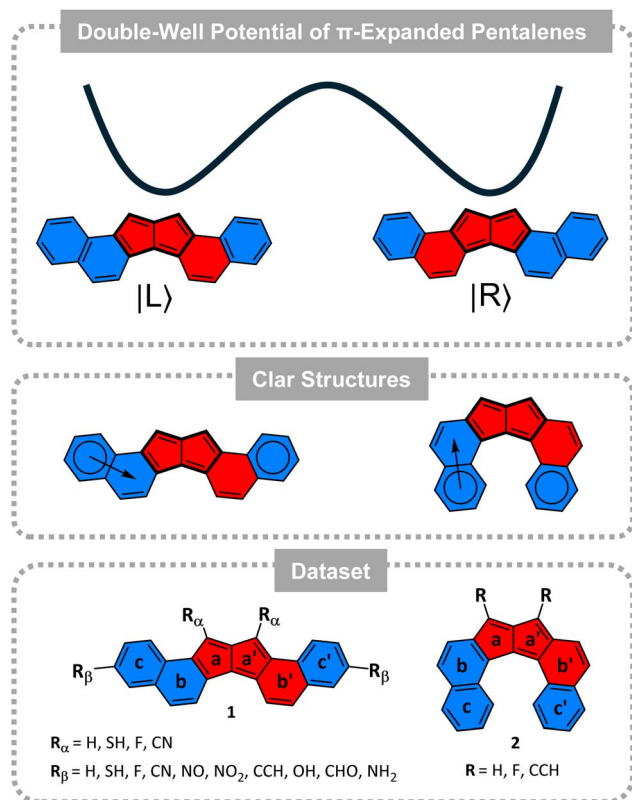 Double-Well Potential of π-Expanded Pentalenes
|L⟩
|R⟩
Clar Structures
Dataset
Rα Rα
Rβ c b a a' b' c' Rβ
1
Rα = H, SH, F, CN
Rβ = H, SH, F, CN, NO, NO₂, CCH, OH, CHO, NH₂
R R
a a'
b b'
c c'
2
R = H, F, CCH